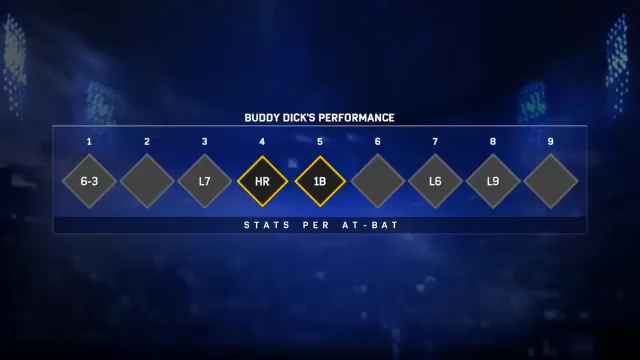 BUDDY DICK'S PERFORMANCE
1 2 3 4 5 6 7 8 9
6-3 L7 HR 1B L6 L9
STATS PER AT-BAT